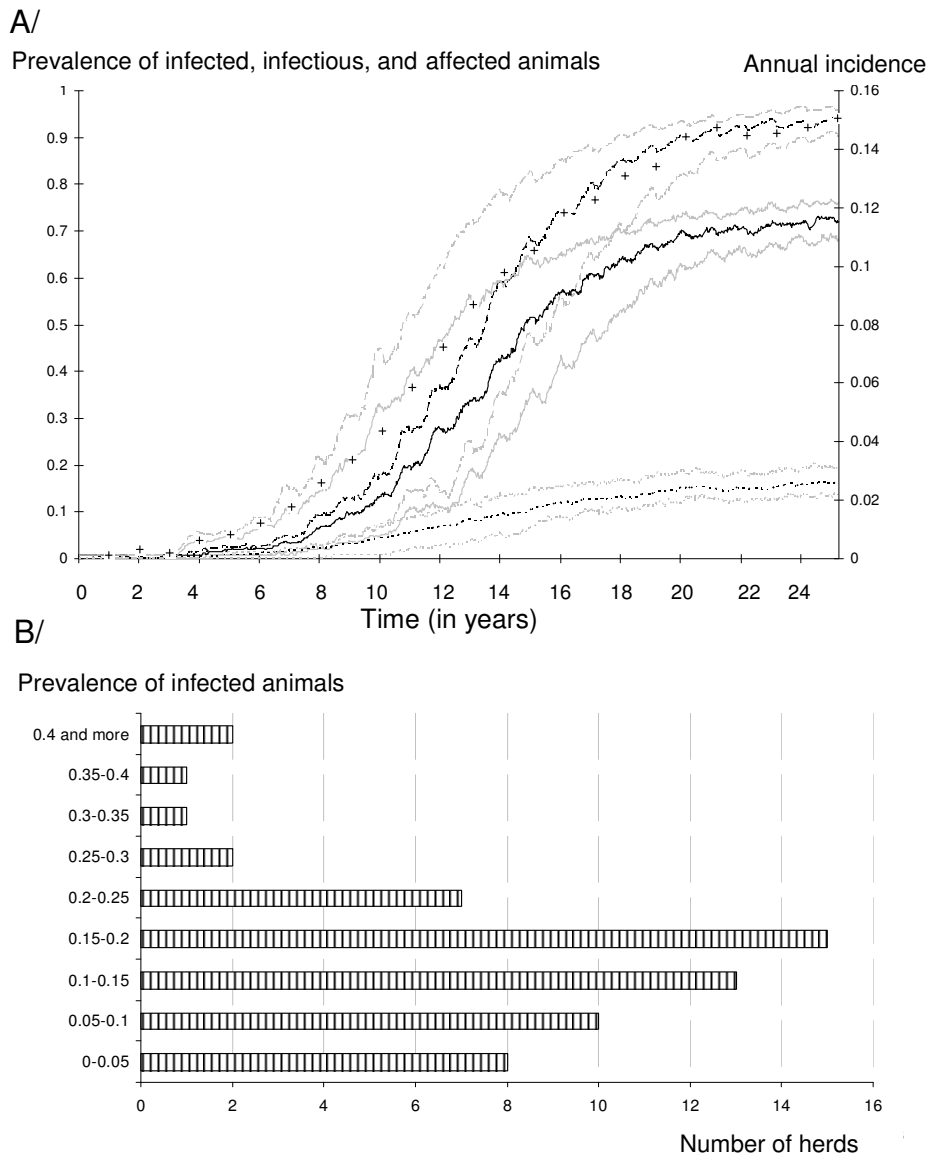 A/
Prevalence of infected, infectious, and affected animals
Annual incidence
1
0.9
0.8
0.7
0.6
0.5
0.4
0.3
0.2
0.1
0
0.16
0.14
0.12
0.1
0.08
0.06
0.04
0.02
0
0 2 4 6 8 10 12 14 16 18 20 22 24
Time (in years)
B/
Prevalence of infected animals
0.4 and more
0.35-0.4
0.3-0.35
0.25-0.3
0.2-0.25
0.15-0.2
0.1-0.15
0.05-0.1
0-0.05
0 2 4 6 8 10 12 14 16
Number of herds